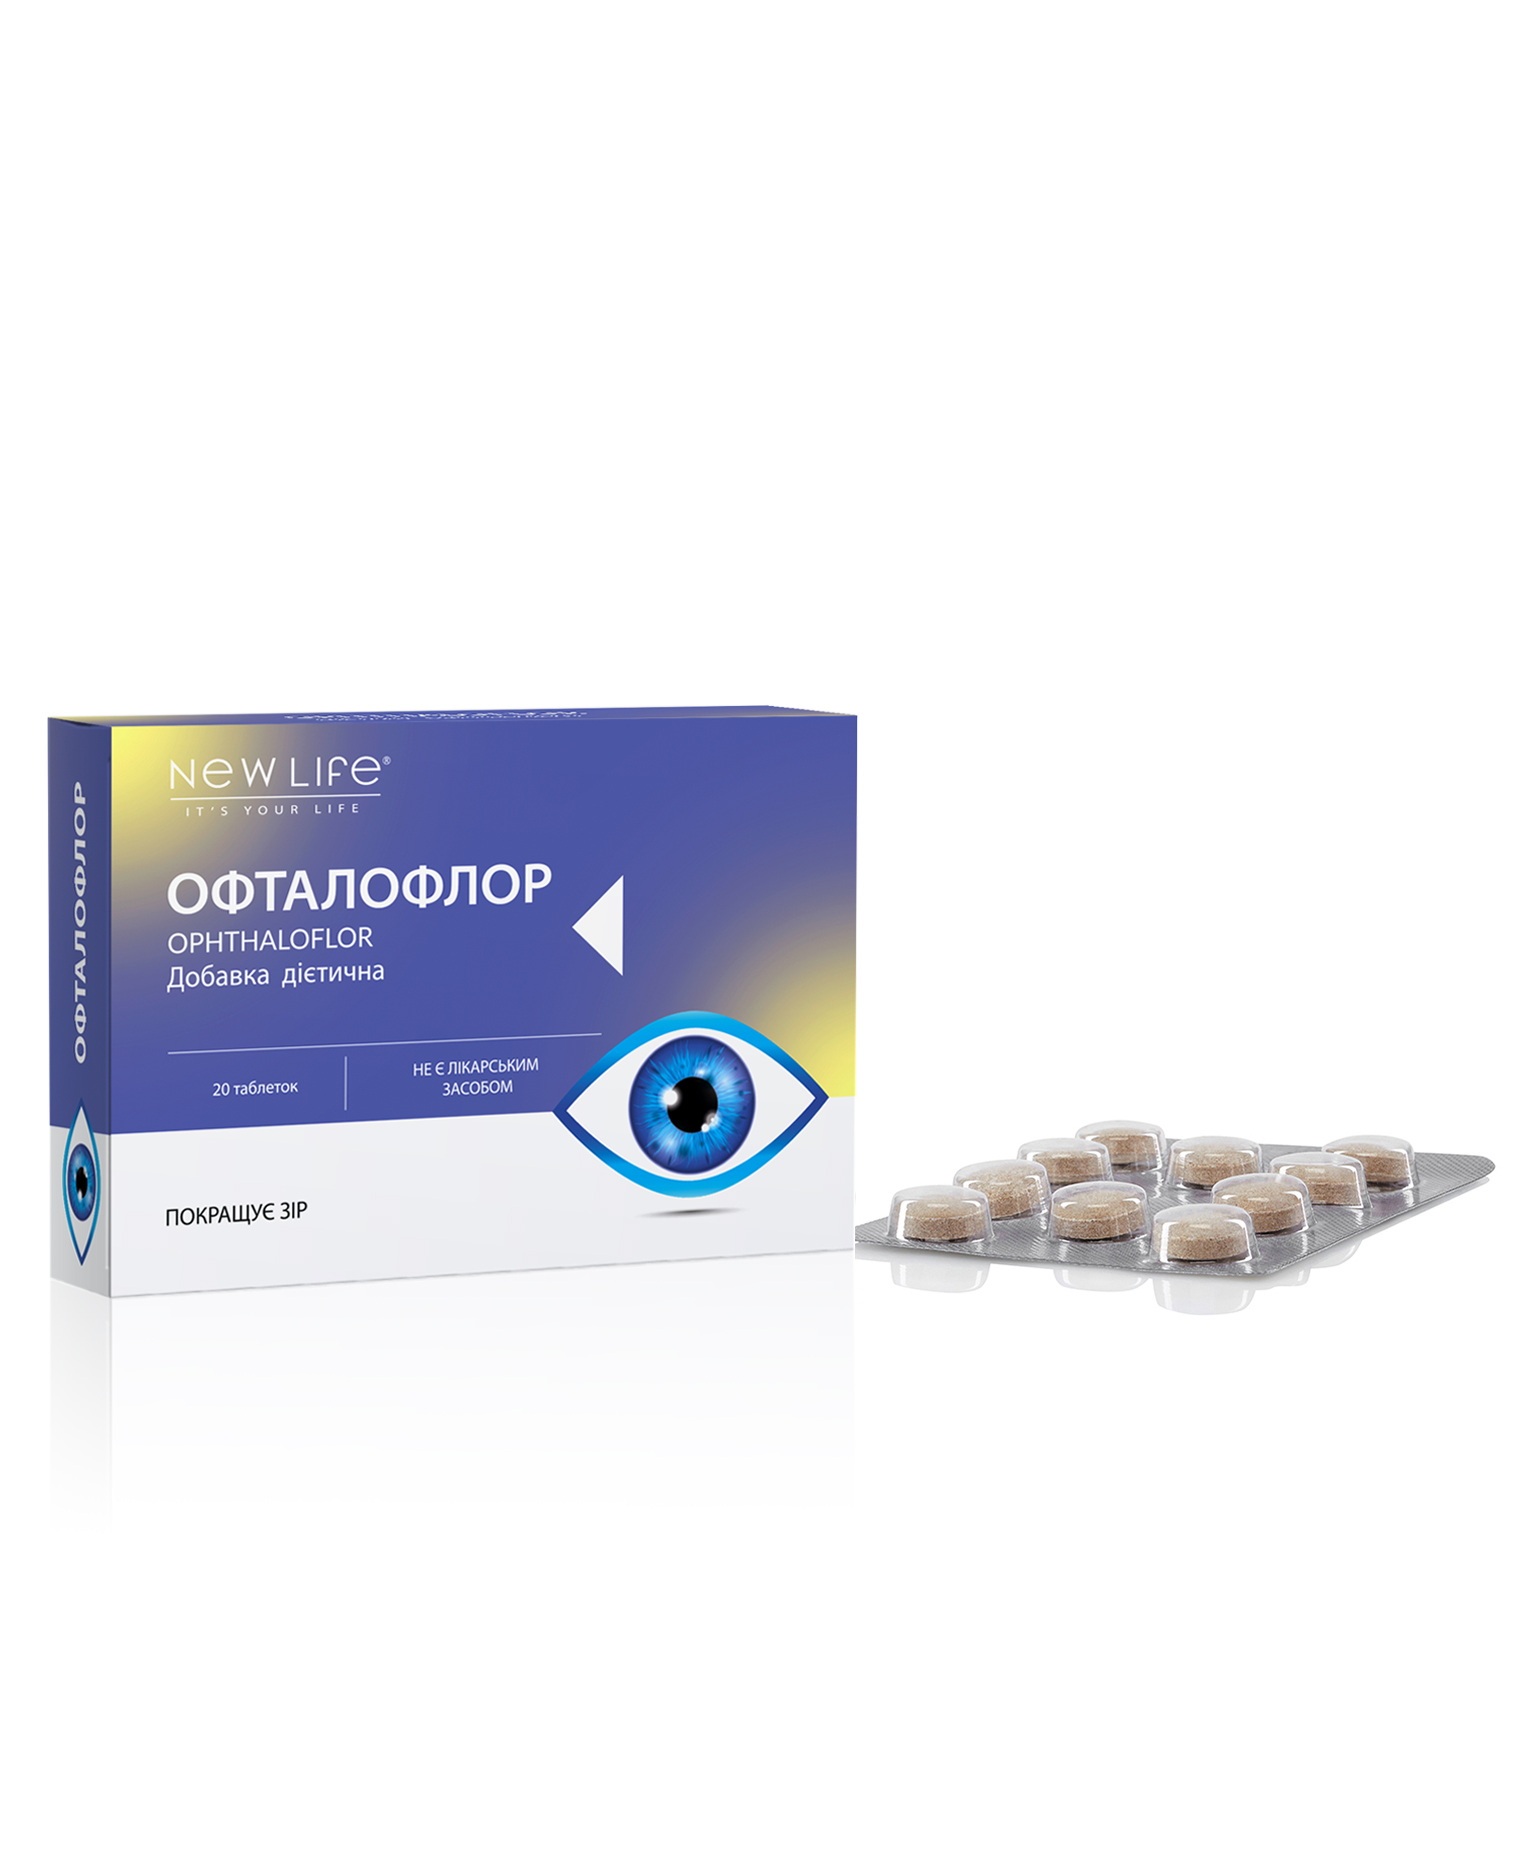 NEW LIFE®
IT'S YOUR LIFE
ОФТАЛОФЛОР
OPHTHALOFLOR
Добавка дієтична
20 таблеток
НЕ Є ЛІКАРСЬКИМ
ЗАСОБОМ
ПОКРАЩУЄ ЗІР
ОФТАЛОФЛОР